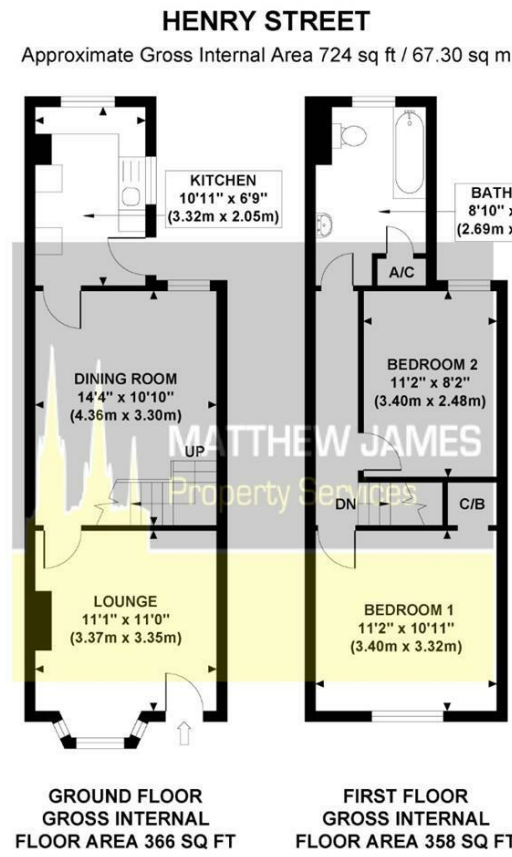 HENRY STREET
Approximate Gross Internal Area 724 sq ft / 67.30 sq m
KITCHEN
10'11" x 6'9"
(3.32m x 2.05m)
BATH
8'10" x
(2.69m x
A/C
DINING ROOM
14'4" x 10'10"
(4.36m x 3.30m)
BEDROOM 2
11'2" x 8'2"
(3.40m x 2.48m)
MATTHEW JAMES
Property Services
UP
DN
C/B
LOUNGE
11'1" x 11'0"
(3.37m x 3.35m)
BEDROOM 1
11'2" x 10'11"
(3.40m x 3.32m)
GROUND FLOOR
GROSS INTERNAL
FLOOR AREA 366 SQ FT
FIRST FLOOR
GROSS INTERNAL
FLOOR AREA 358 SQ FT